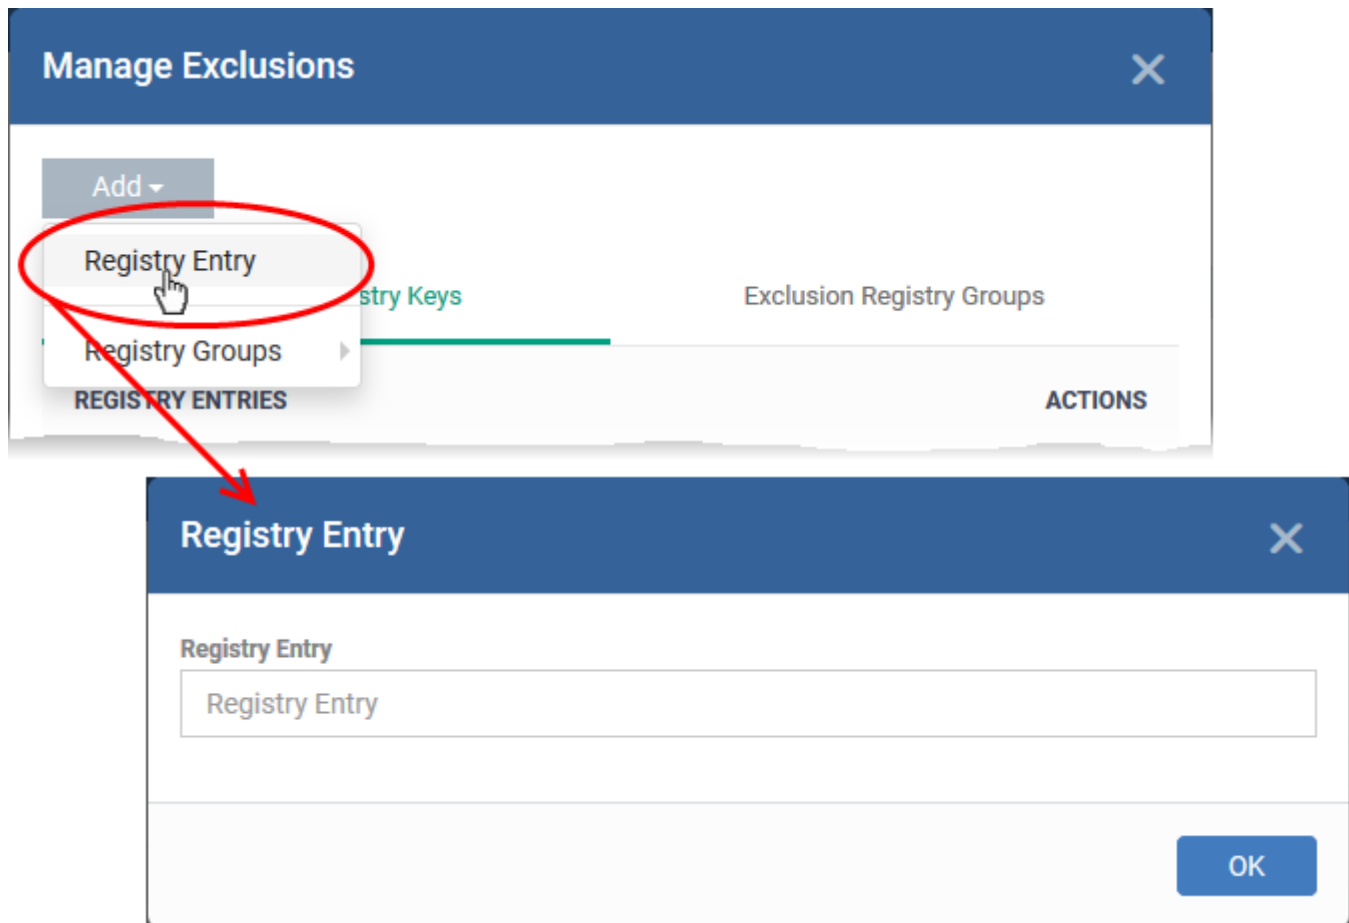 Manage Exclusions
Add
Registry Entry
stry Keys
Exclusion Registry Groups
Registry Groups
REGISTRY ENTRIES
ACTIONS
Registry Entry
Registry Entry
Registry Entry
OK